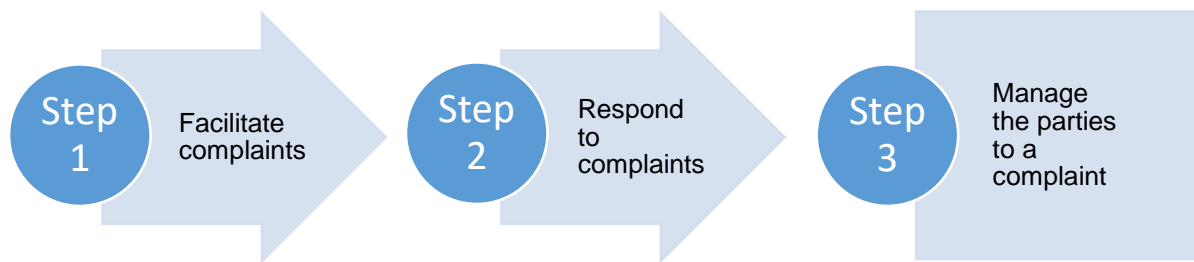 Step
1
Facilitate
complaints
Step
2
Respond
to
complaints
Step
3
Manage
the parties
to a
complaint